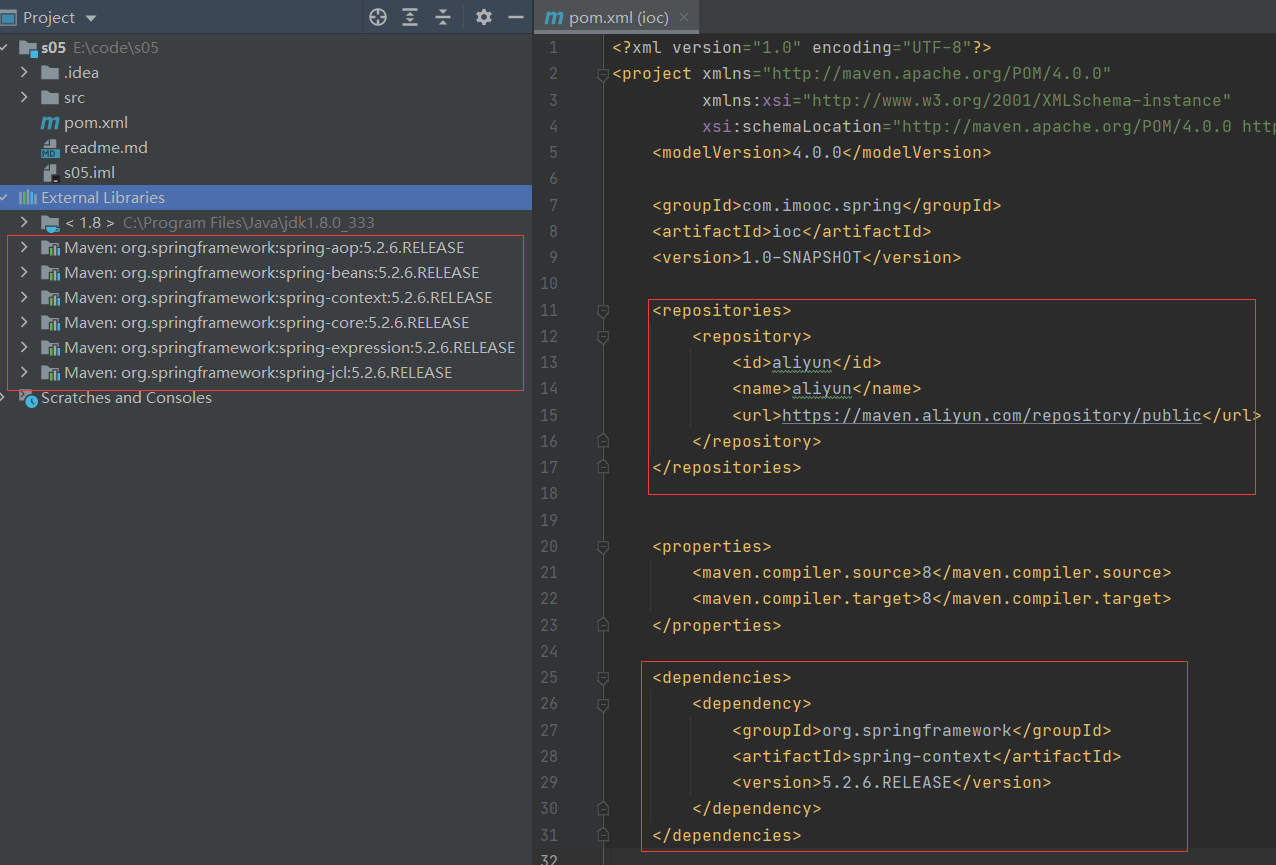 Project
s05 E:\code\s05
.idea
src
pom.xml
readme.md
s05.iml
External Libraries
< 1.8 > C:\Program Files\Java\jdk1.8.0_333
Maven: org.springframework:spring-aop:5.2.6.RELEASE
Maven: org.springframework:spring-beans:5.2.6.RELEASE
Maven: org.springframework:spring-context:5.2.6.RELEASE
Maven: org.springframework:spring-core:5.2.6.RELEASE
Maven: org.springframework:spring-expression:5.2.6.RELEASE
Maven: org.springframework:spring-jcl:5.2.6.RELEASE
Scratches and Consoles
pom.xml (ioc)
1 <?xml version="1.0" encoding="UTF-8"?>
2 <project xmlns="http://maven.apache.org/POM/4.0.0"
3 xmlns:xsi="http://www.w3.org/2001/XMLSchema-instance"
4 xsi:schemaLocation="http://maven.apache.org/POM/4.0.0 http
5 <modelVersion>4.0.0</modelVersion>
6
7 <groupId>com.imooc.spring</groupId>
8 <artifactId>ioc</artifactId>
9 <version>1.0-SNAPSHOT</version>
10
11 <repositories>
12 <repository>
13 <id>aliyun</id>
14 <name>aliyun</name>
15 <url>https://maven.aliyun.com/repository/public</url>
16 </repository>
17 </repositories>
18
19
20 <properties>
21 <maven.compiler.source>8</maven.compiler.source>
22 <maven.compiler.target>8</maven.compiler.target>
23 </properties>
24
25 <dependencies>
26 <dependency>
27 <groupId>org.springframework</groupId>
28 <artifactId>spring-context</artifactId>
29 <version>5.2.6.RELEASE</version>
30 </dependency>
31 </dependencies>
32